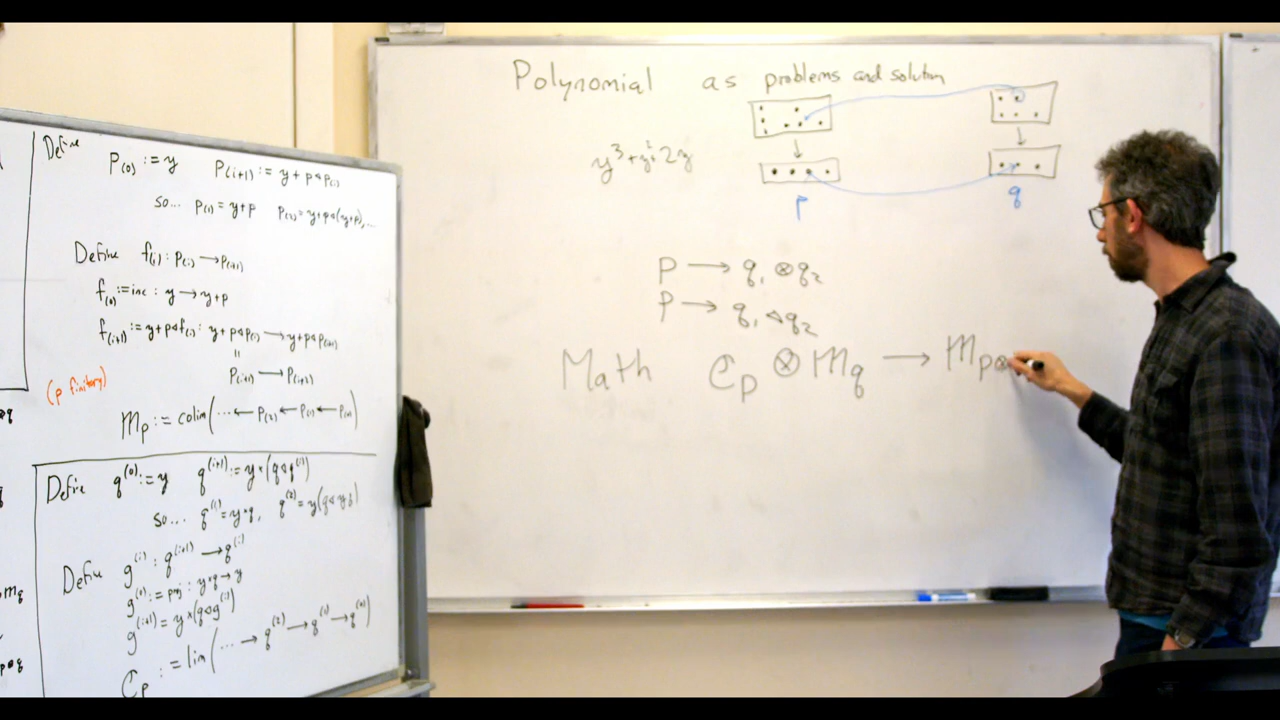 Define
p₍₀₎ := y   p₍ᵢ₊₁₎ := y + p ◁ p₍ᵢ₎
so... p₍₁₎ = y+p   p₍₂₎ = y+p◁(y+p),...
Define f₍ᵢ₎ : p₍ᵢ₎ → p₍ᵢ₊₁₎
f₍₀₎ := inc : y → y+p
f₍ᵢ₊₁₎ := y+p◁f₍ᵢ₎ : y+p◁p₍ᵢ₎ → y+p◁p₍ᵢ₊₁₎
=
p₍ᵢ₊₁₎ → p₍ᵢ₊₂₎
(p finitary)
m_p := colim(... ← p₍₂₎ ← p₍₁₎ ← p₍₀₎)
Define q⁽⁰⁾ := y   q⁽ⁱ⁺¹⁾ := y×(q◁q⁽ⁱ⁾)
so... q⁽¹⁾ = y×q,   q⁽²⁾ = y(q◁yq)
Define g⁽ⁱ⁾ : q⁽ⁱ⁺¹⁾ → q⁽ⁱ⁾
g⁽⁰⁾ := proj : y×q → y
g⁽ⁱ⁺¹⁾ = y×(q◁g⁽ⁱ⁾)
C_p := lim(... → q⁽²⁾ → q⁽¹⁾ → q⁽⁰⁾)
Polynomial as problems and solution
y³+y²+2y
p q
p → q₁ ⊗ q₂
p → q₁ ◁ q₂
Math C_p ⊗ m_q → m_p⊗